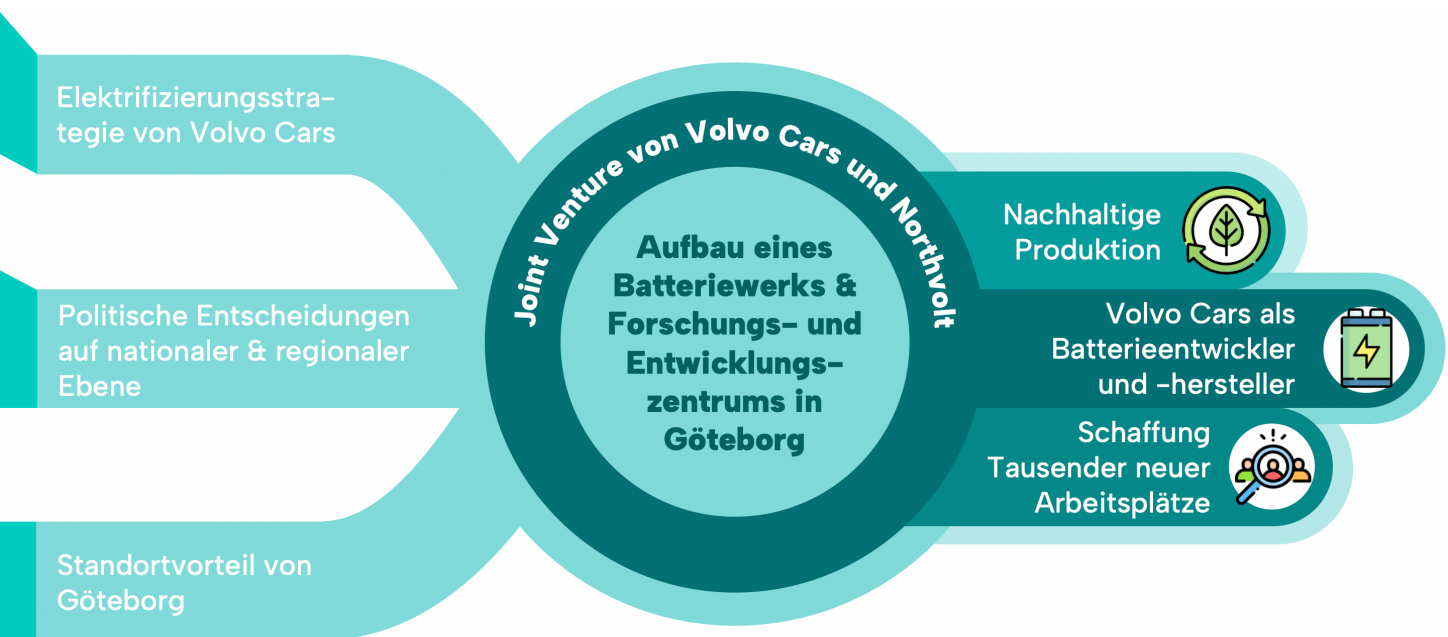 Elektrifizierungsstra-
tegie von Volvo Cars
Politische Entscheidungen
auf nationaler & regionaler
Ebene
Standortvorteil von
Göteborg
Joint Venture von Volvo Cars und Northvolt
Aufbau eines
Batteriewerks &
Forschungs- und
Entwicklungs-
zentrums in
Göteborg
Nachhaltige
Produktion
Volvo Cars als
Batterieentwickler
und -hersteller
Schaffung
Tausender neuer
Arbeitsplätze